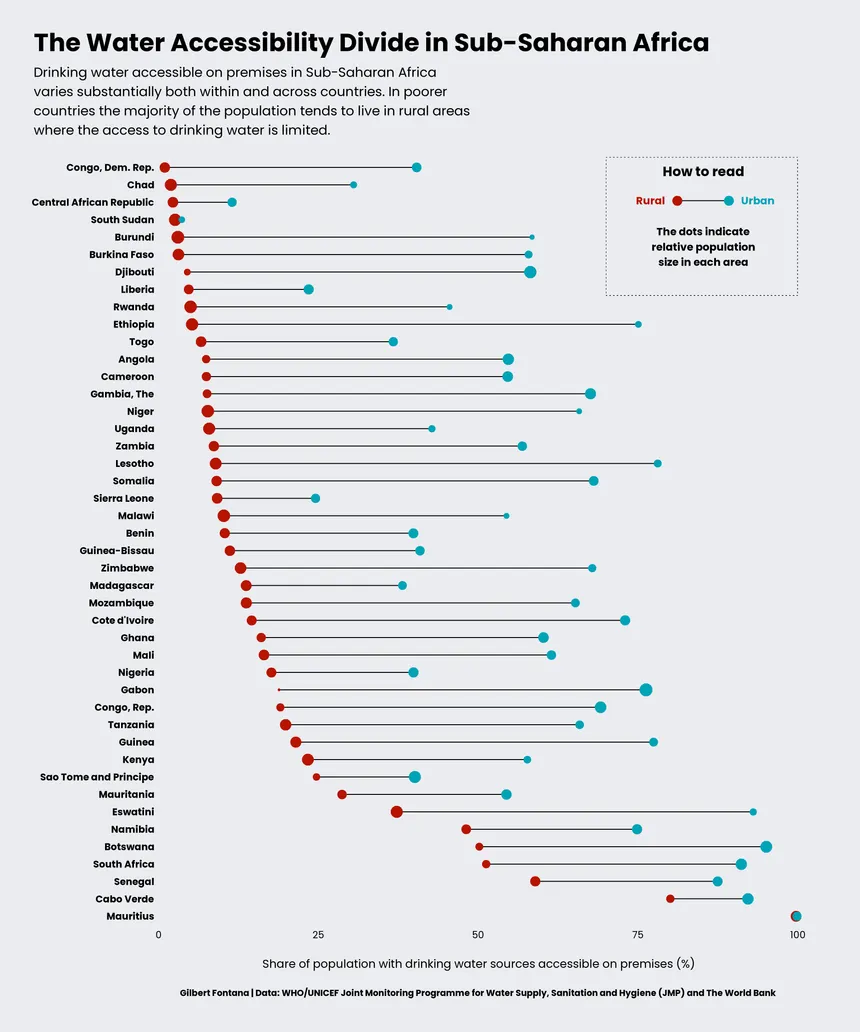 The Water Accessibility Divide in Sub-Saharan Africa
Drinking water accessible on premises in Sub-Saharan Africa
varies substantially both within and across countries. In poorer
countries the majority of the population tends to live in rural areas
where the access to drinking water is limited.
How to read
Rural Urban
The dots indicate
relative population
size in each area
Congo, Dem. Rep.
Chad
Central African Republic
South Sudan
Burundi
Burkina Faso
Djibouti
Liberia
Rwanda
Ethiopia
Togo
Angola
Cameroon
Gambia, The
Niger
Uganda
Zambia
Lesotho
Somalia
Sierra Leone
Malawi
Benin
Guinea-Bissau
Zimbabwe
Madagascar
Mozambique
Cote d'Ivoire
Ghana
Mali
Nigeria
Gabon
Congo, Rep.
Tanzania
Guinea
Kenya
Sao Tome and Principe
Mauritania
Eswatini
Namibia
Botswana
South Africa
Senegal
Cabo Verde
Mauritius
0 25 50 75 100
Share of population with drinking water sources accessible on premises (%)
Gilbert Fontana | Data: WHO/UNICEF Joint Monitoring Programme for Water Supply, Sanitation and Hygiene (JMP) and The World Bank